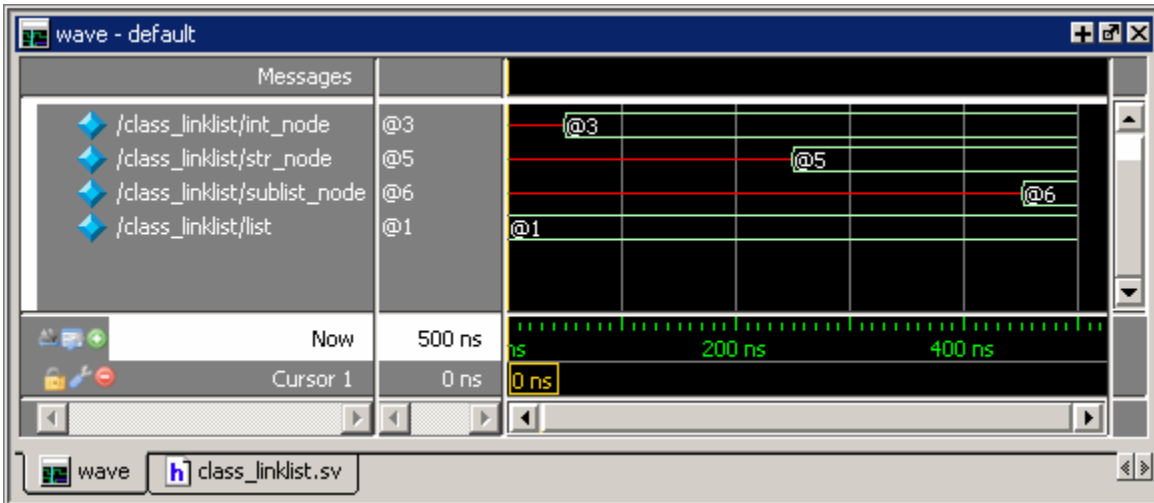 wave - default
Messages
/class_linklist/int_node @3 @3
/class_linklist/str_node @5 @5
/class_linklist/sublist_node @6 @6
/class_linklist/list @1 @1
Now 500 ns ns 200 ns 400 ns
Cursor 1 0 ns 0 ns
wave h class_linklist.sv